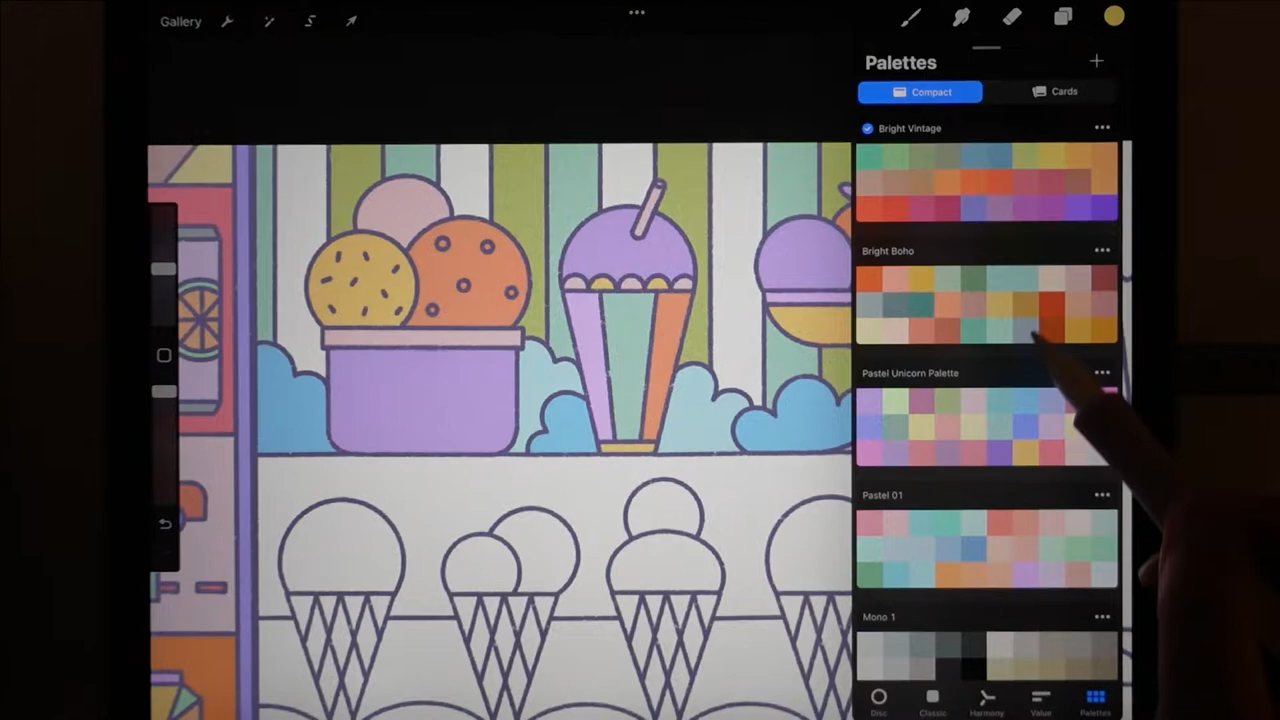 Gallery
Palettes
Compact
Cards
Bright Vintage
Bright Boho
Pastel Unicorn Palette
Pastel 01
Mono 1
Disc
Classic
Harmony
Value
Palettes